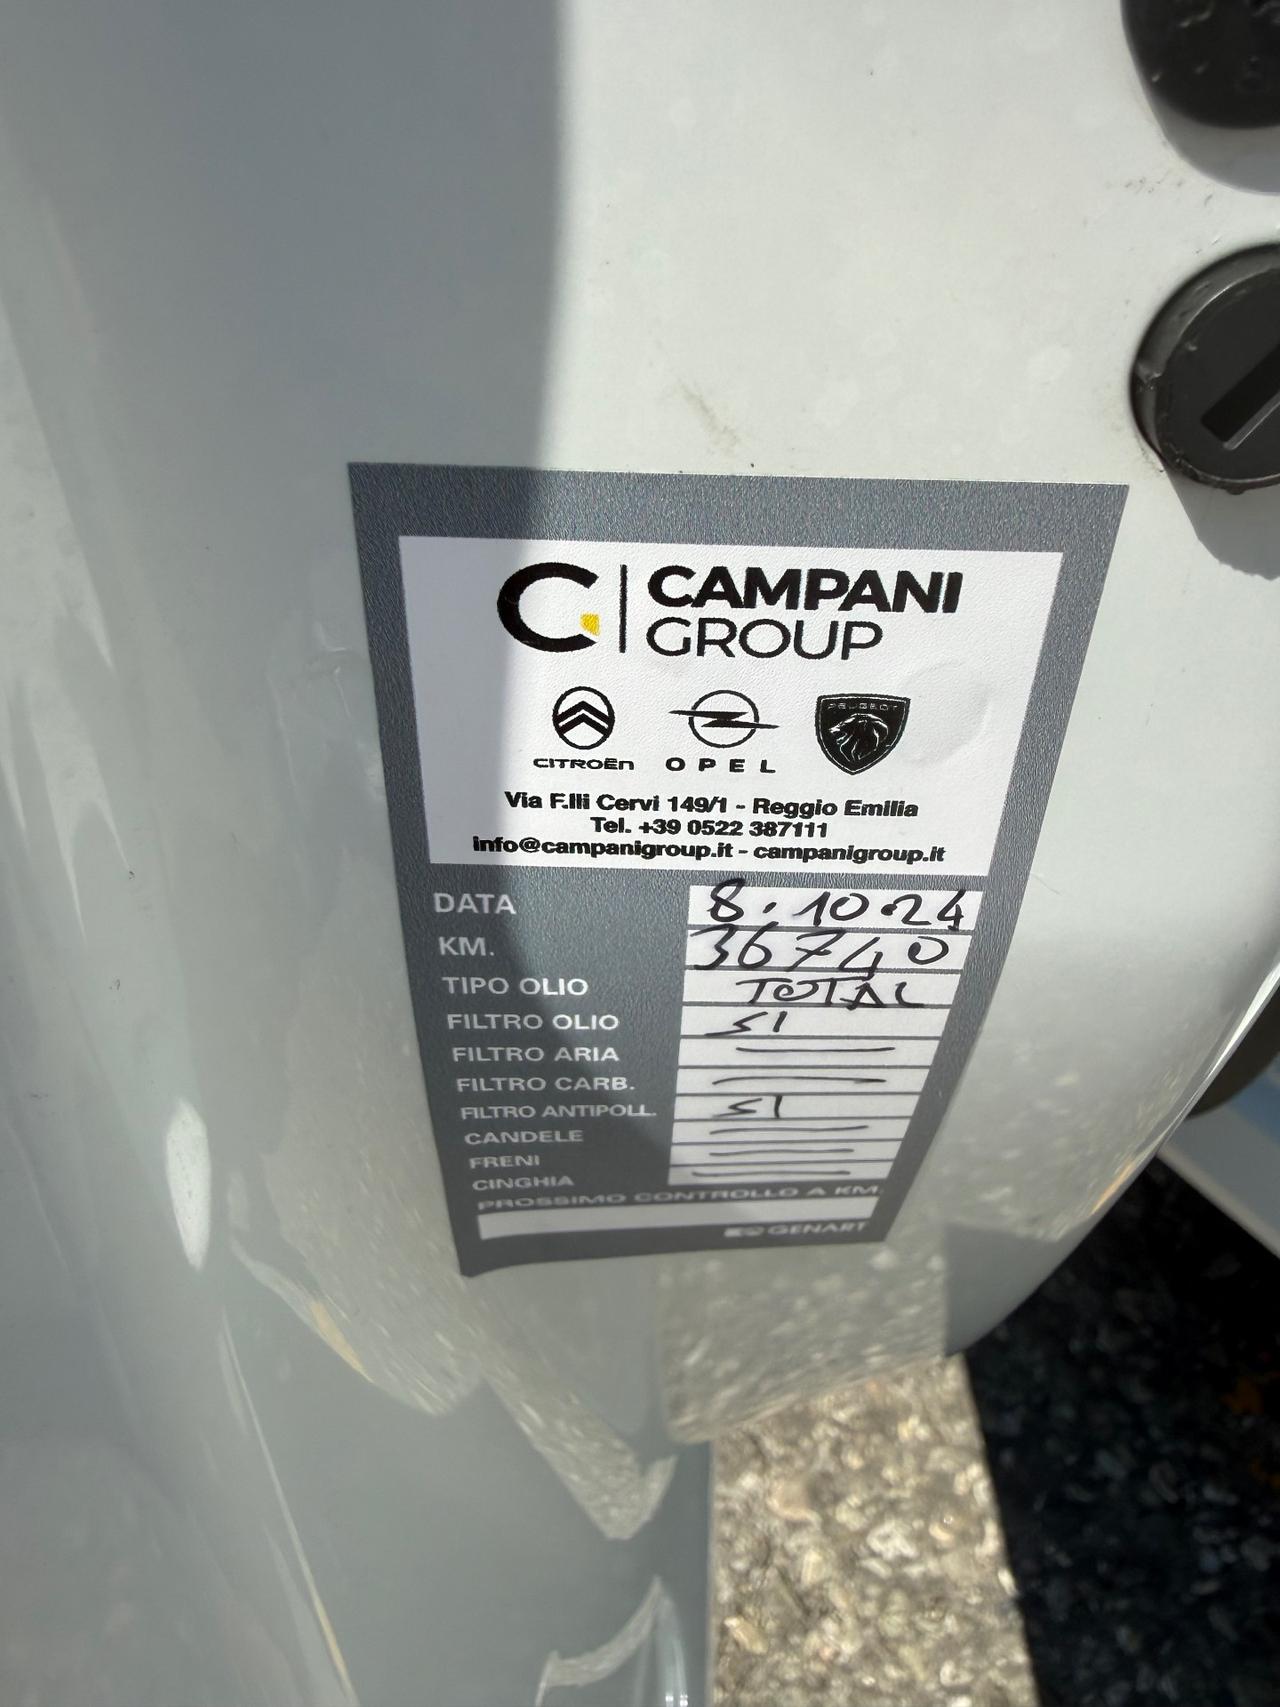 CAMPANI
GROUP
CITROËN OPEL PEUGEOT
Via F.lli Cervi 149/1 - Reggio Emilia
Tel. +39 0522 387111
info@campanigroup.it - campanigroup.it
DATA 8.10.24
KM. 36740
TIPO OLIO TOTAL
FILTRO OLIO SI
FILTRO ARIA —
FILTRO CARB. —
FILTRO ANTIPOLL. SI
CANDELE —
FRENI —
CINGHIA —
PROSSIMO CONTROLLO A KM.
GENART